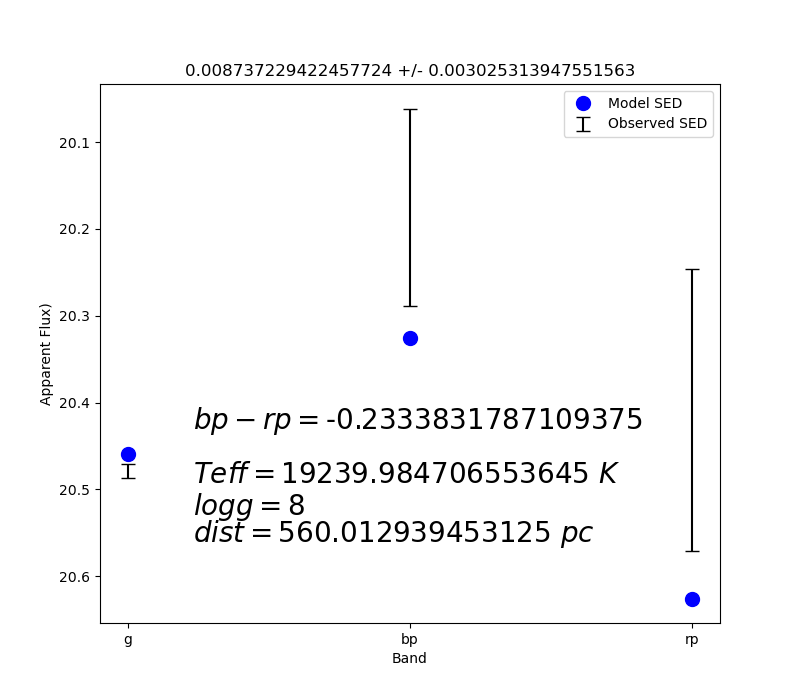 0.008737229422457724 +/- 0.003025313947551563
Model SED
Observed SED
20.1
20.2
20.3
20.4
20.5
20.6
Apparent Flux)
bp − rp = -0.2333831787109375
Teff = 19239.984706553645 K
logg = 8
dist = 560.012939453125 pc
g
bp
rp
Band